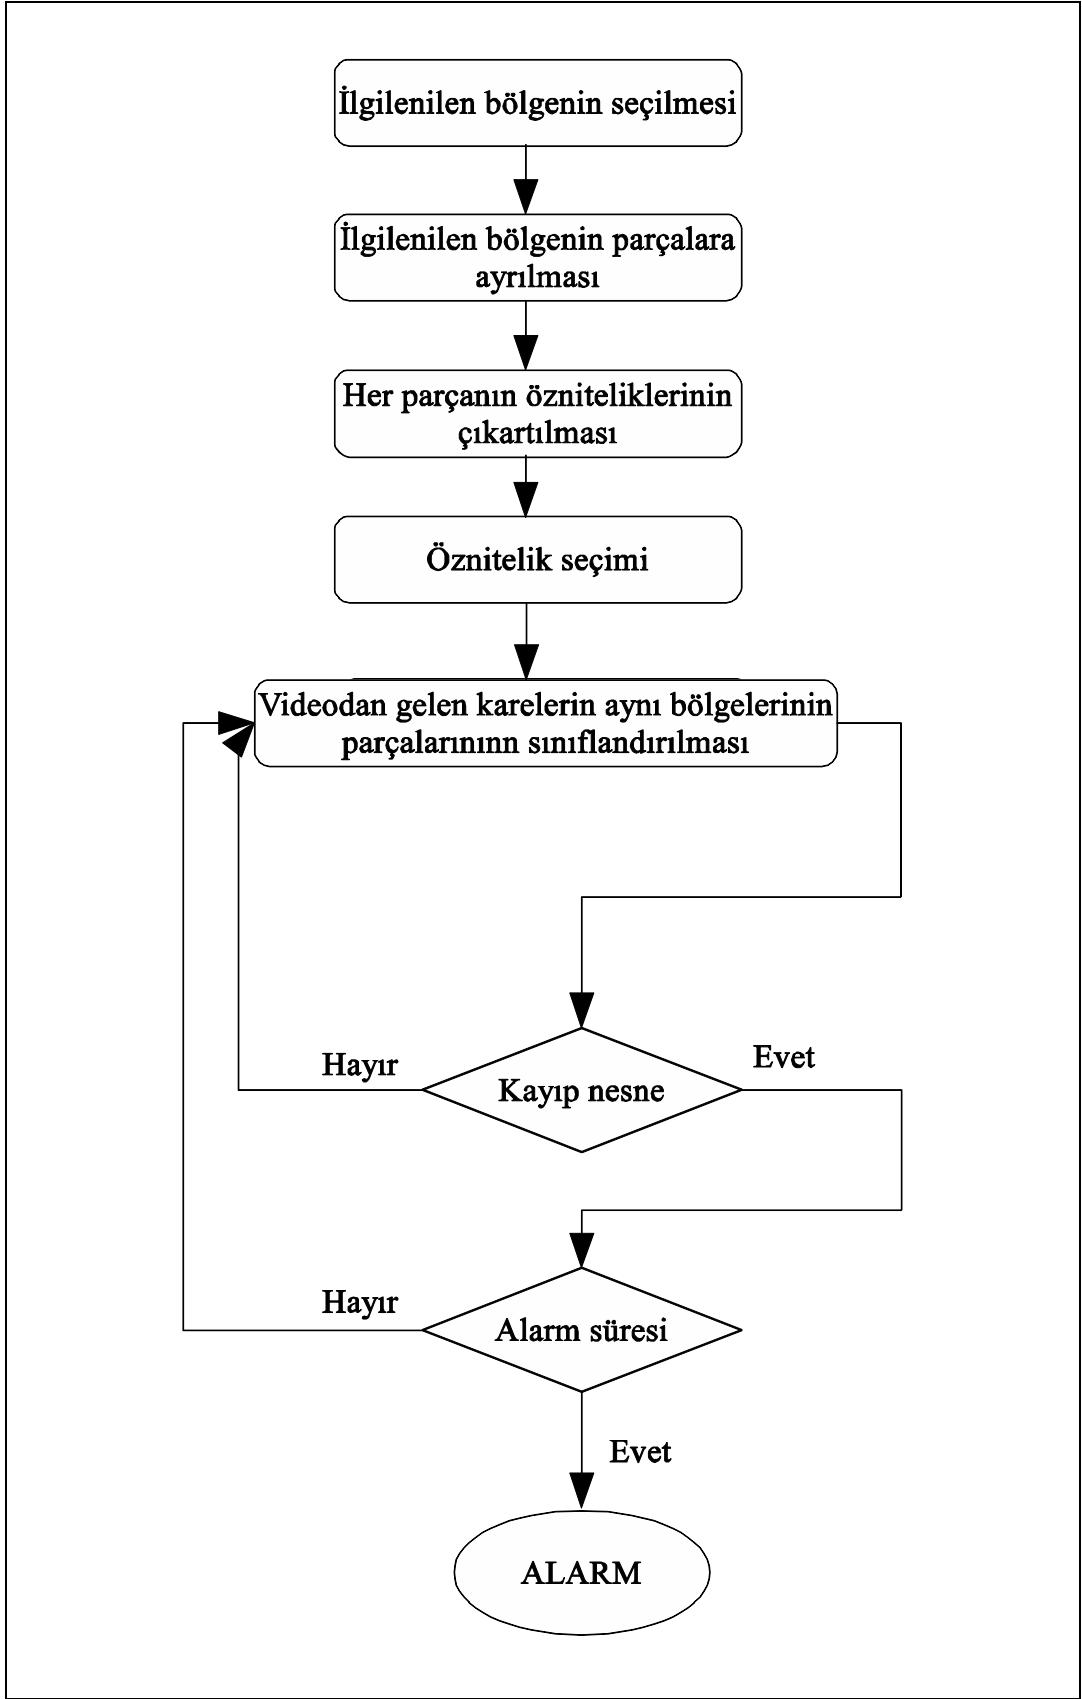 İlgilenilen bölgenin seçilmesi
İlgilenilen bölgenin parçalara
ayrılması
Her parçanın özniteliklerinin
çıkartılması
Öznitelik seçimi
Videodan gelen karelerin aynı bölgelerinin
parçalarınınn sınıflandırılması
Hayır
Evet
Kayıp nesne
Hayır
Alarm süresi
Evet
ALARM